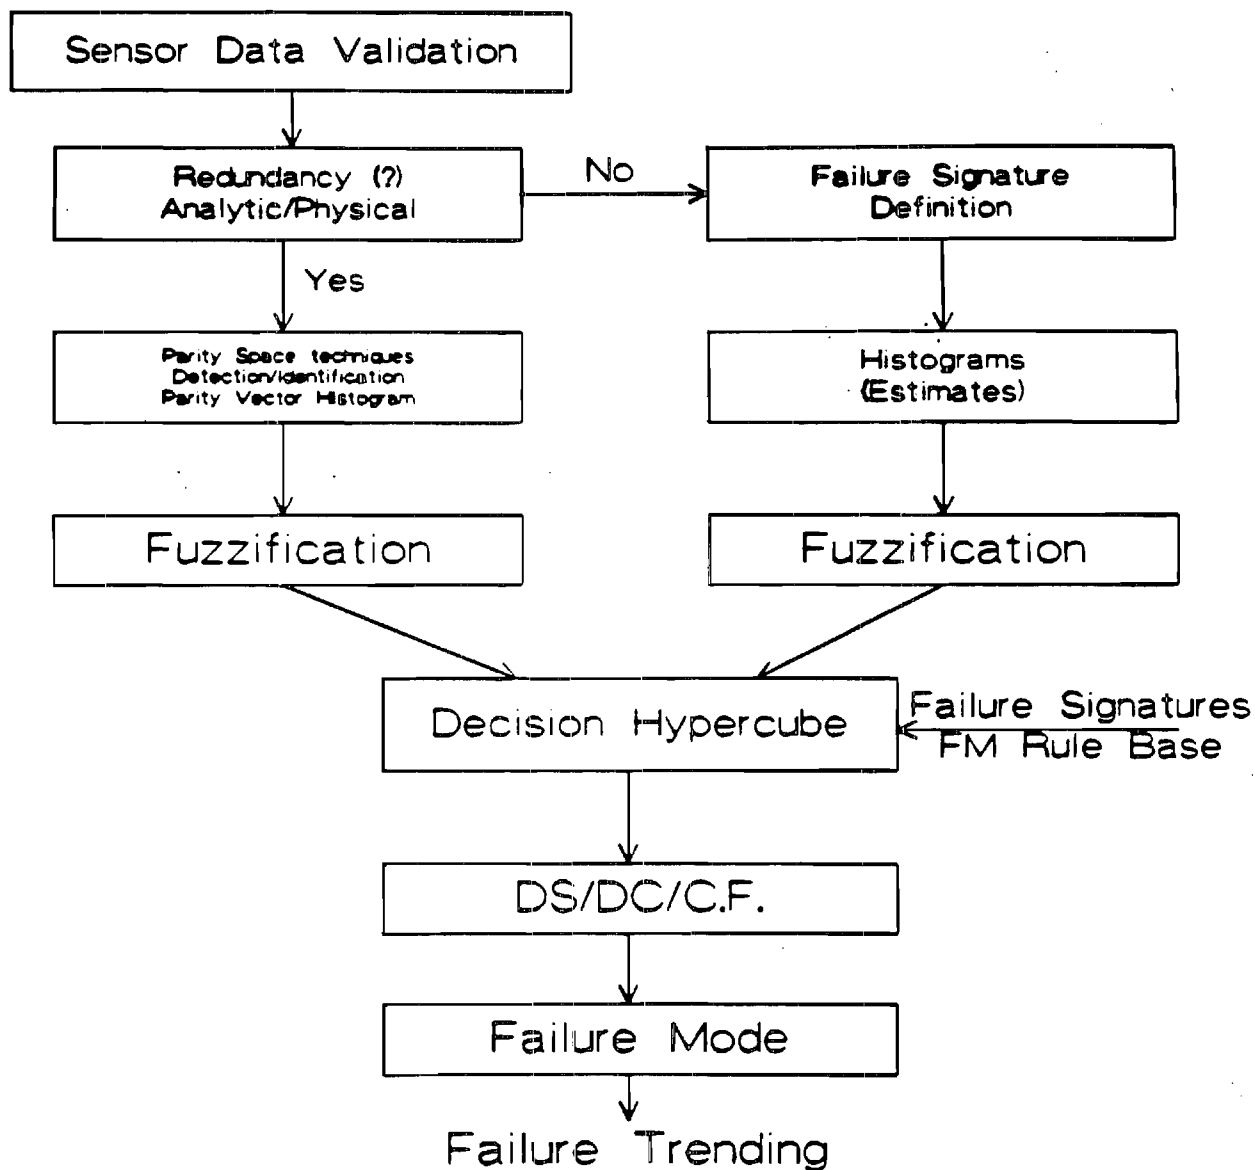 Sensor Data Validation
Redundancy (?)
Analytic/Physical
No
Failure Signature
Definition
Yes
Parity Space techniques
Detection/Identification
Parity Vector Histogram
Histograms
(Estimates)
Fuzzification
Fuzzification
Decision Hypercube
Failure Signatures
FM Rule Base
DS/DC/C.F.
Failure Mode
Failure Trending